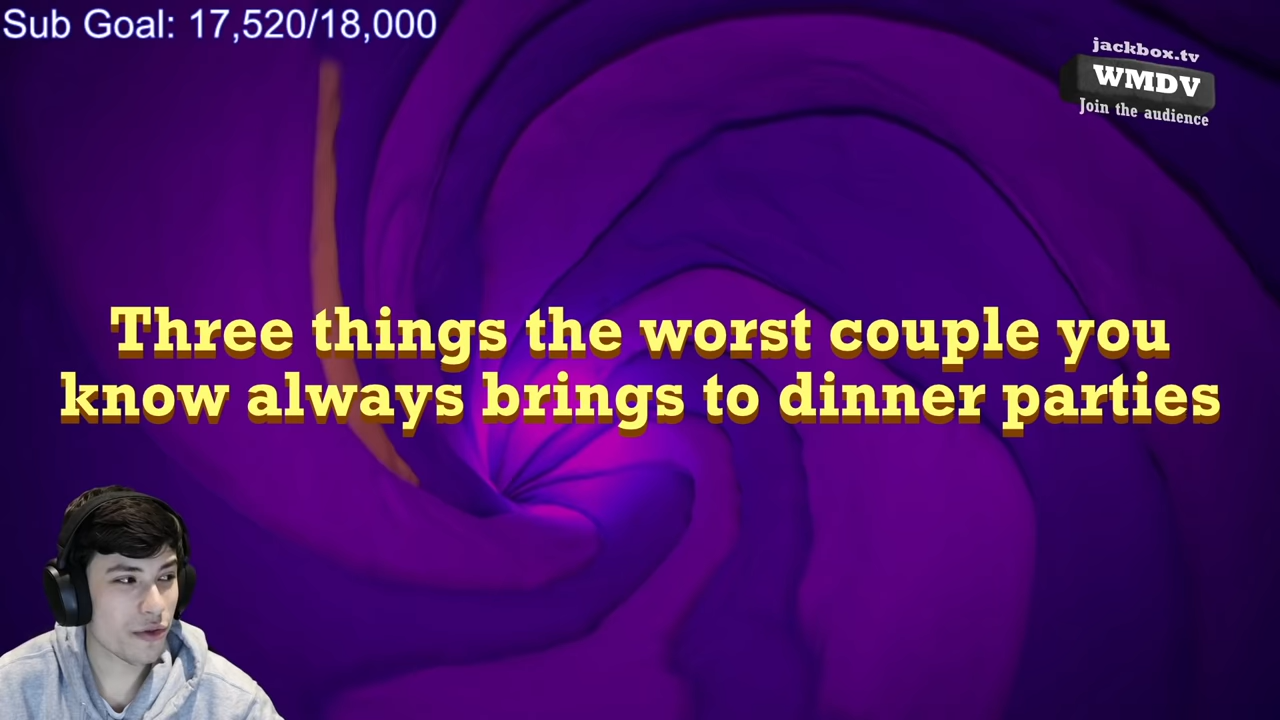 Sub Goal: 17,520/18,000
jackbox.tv
WMDV
Join the audience
Three things the worst couple you
know always brings to dinner parties